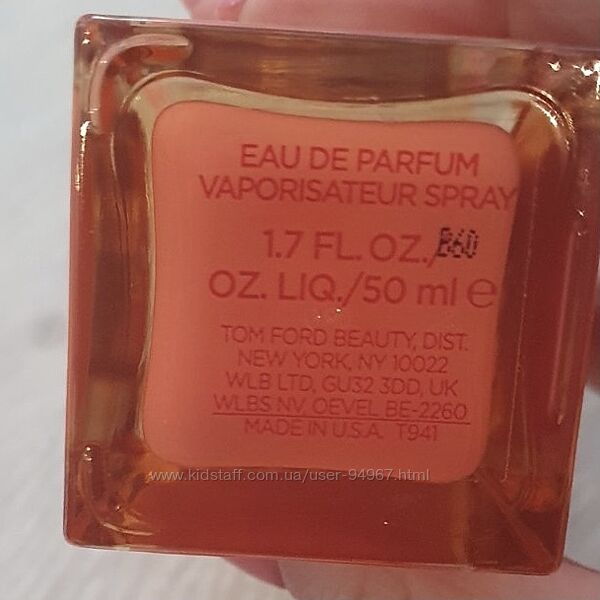 EAU DE PARFUM
VAPORISATEUR SPRAY
1.7 FL. OZ./ B60
OZ. LIQ./50 ml e
TOM FORD BEAUTY, DIST.
NEW YORK, NY 10022
WLB LTD, GU32 3DD, UK
WLBS NV, OEVEL BE-2260
MADE IN U.S.A. T941
www.kidstaff.com.ua/user-94967.html